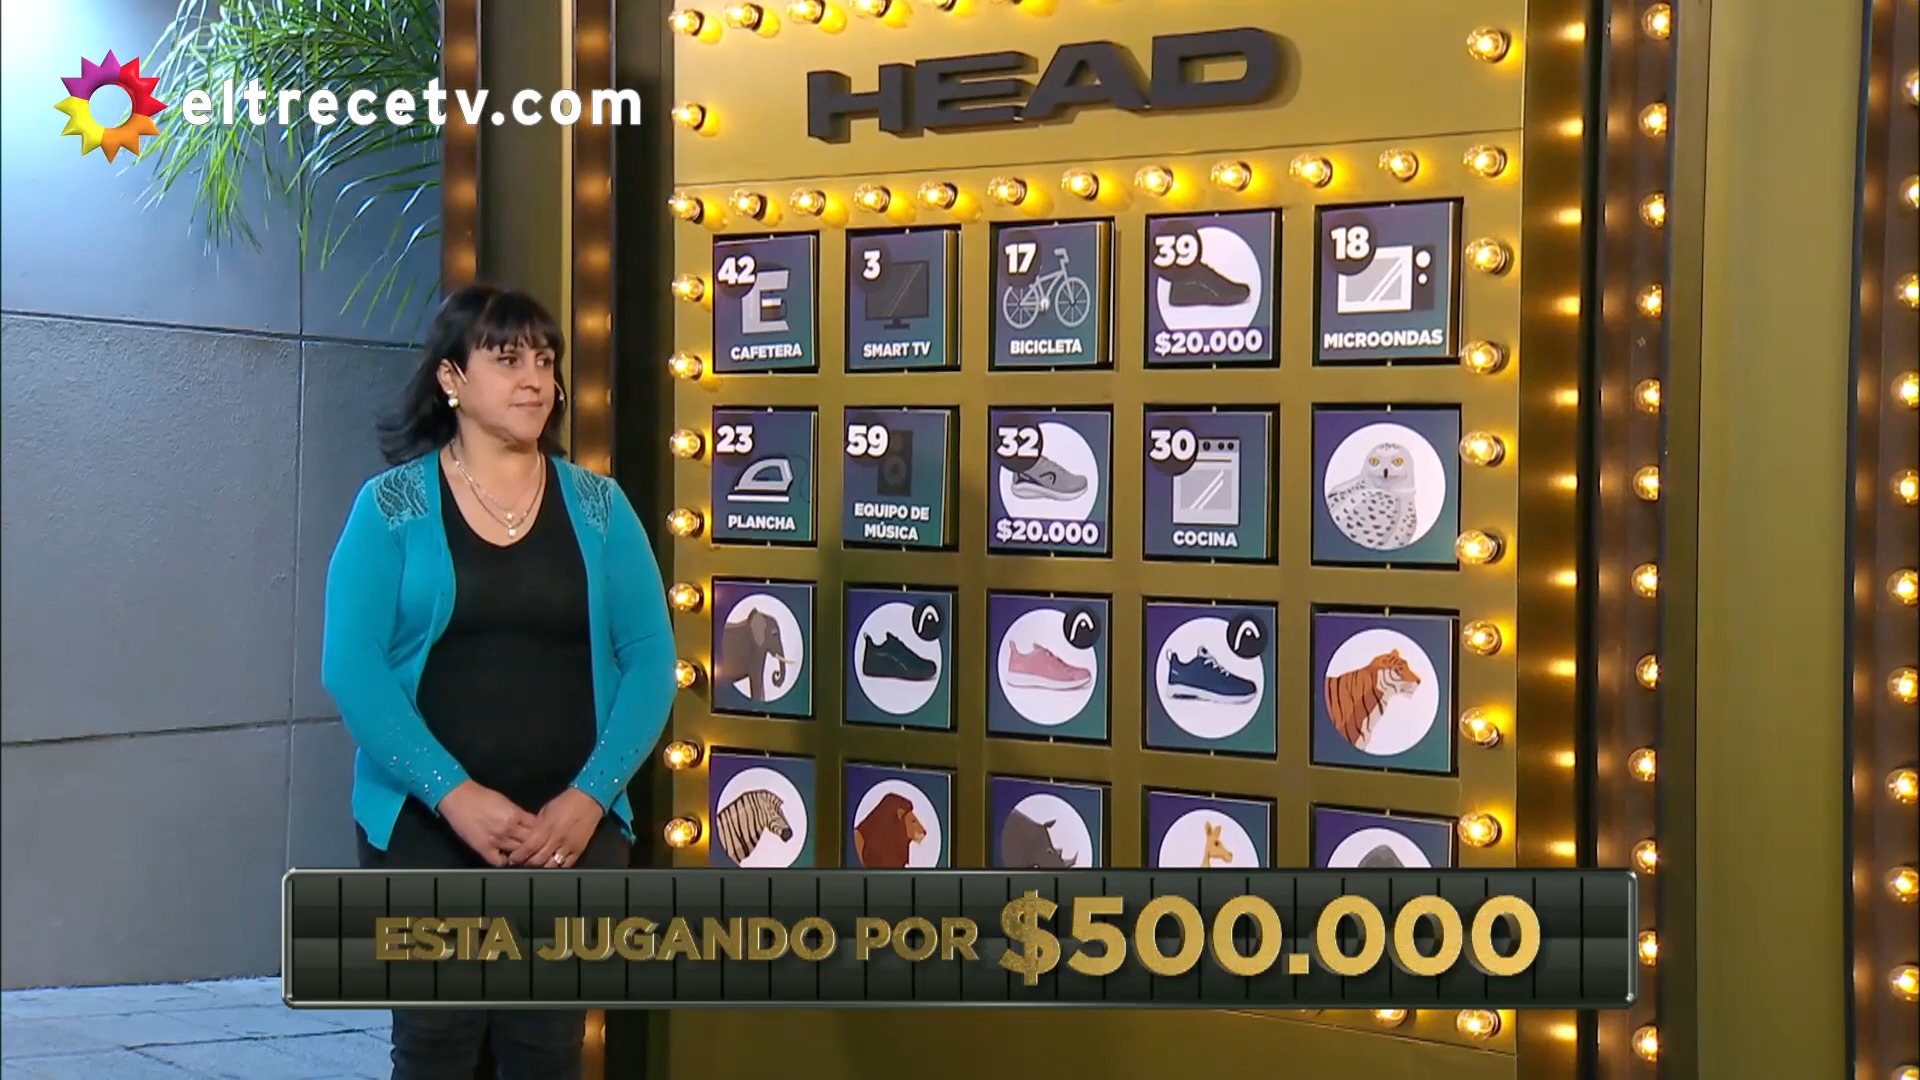 eltrecetv.com
HEAD
42
CAFETERA
3
SMART TV
17
BICICLETA
39
$20.000
18
MICROONDAS
23
PLANCHA
59
EQUIPO DE
MÚSICA
32
$20.000
30
COCINA
ESTA JUGANDO POR $500.000